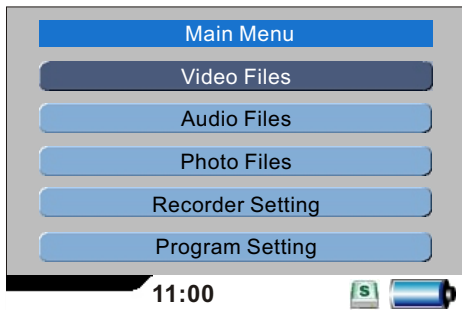 Main Menu
Video Files
Audio Files
Photo Files
Recorder Setting
Program Setting
11:00
S